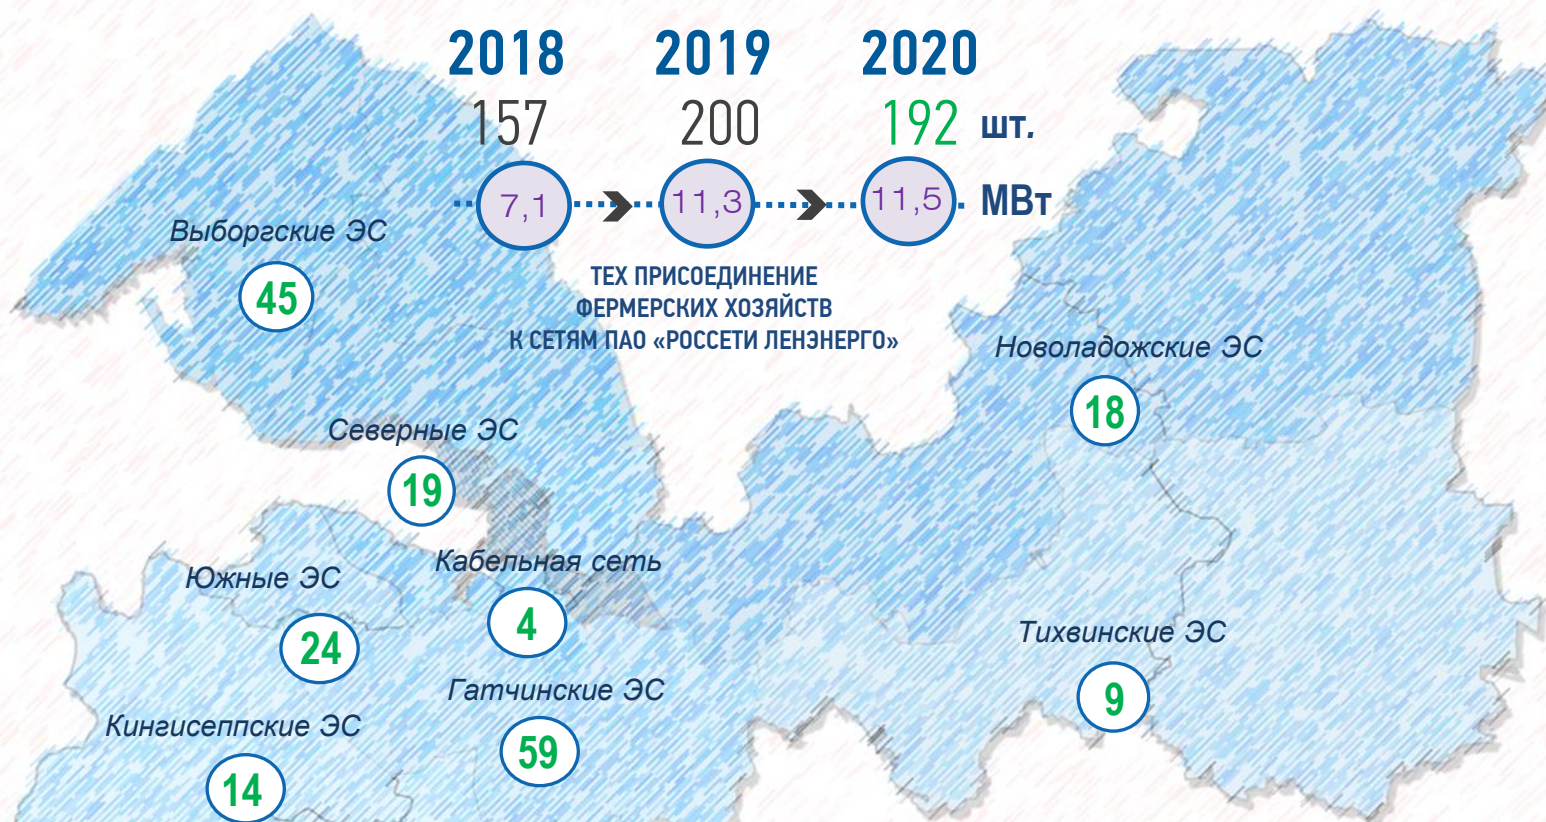 2018 2019 2020
157 200 192 шт.
7,1 11,3 11,5 МВт
ТЕХ ПРИСОЕДИНЕНИЕ
ФЕРМЕРСКИХ ХОЗЯЙСТВ
К СЕТЯМ ПАО «РОССЕТИ ЛЕНЭНЕРГО»
Выборгские ЭС
45
Новоладожские ЭС
18
Северные ЭС
19
Кабельная сеть
4
Южные ЭС
24
Тихвинские ЭС
9
Гатчинские ЭС
59
Кингисеппские ЭС
14